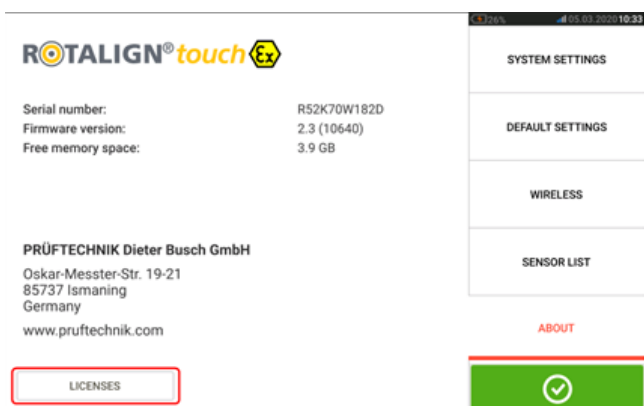 26% 05.03.2020 10:33
ROTALIGN® touch Ex
Serial number: R52K70W182D
Firmware version: 2.3 (10640)
Free memory space: 3.9 GB
PRÜFTECHNIK Dieter Busch GmbH
Oskar-Messter-Str. 19-21
85737 Ismaning
Germany
www.pruftechnik.com
LICENSES
SYSTEM SETTINGS
DEFAULT SETTINGS
WIRELESS
SENSOR LIST
ABOUT